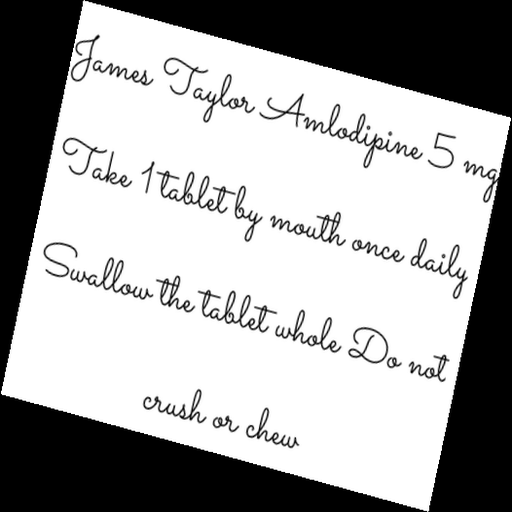 James Taylor Amlodipine 5 mg
Take 1 tablet by mouth once daily
Swallow the tablet whole Do not
crush or chew